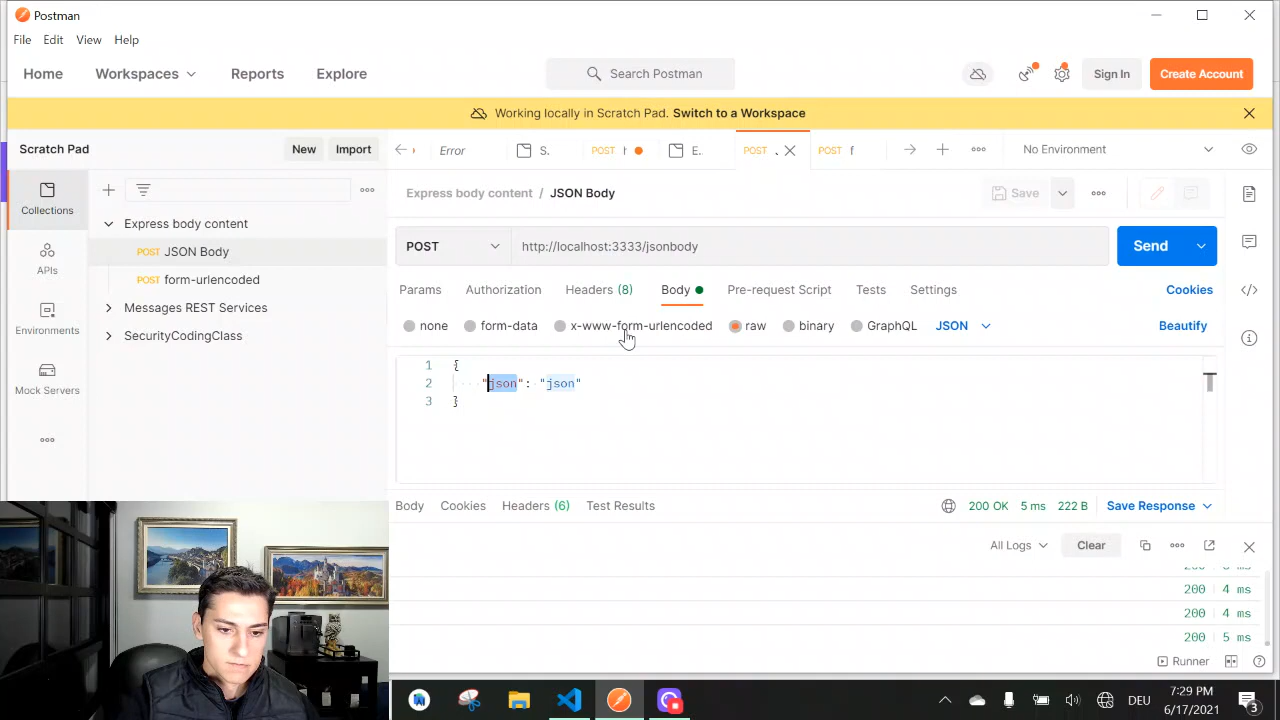 Postman
File Edit View Help
Home Workspaces Reports Explore Search Postman Sign In Create Account
Working locally in Scratch Pad. Switch to a Workspace
Scratch Pad New Import
Error S. POST E. POST . POST f No Environment
Collections
APIs
Environments
Mock Servers
Express body content
POST JSON Body
POST form-urlencoded
Messages REST Services
SecurityCodingClass
Express body content / JSON Body Save
POST http://localhost:3333/jsonbody Send
Params Authorization Headers (8) Body Pre-request Script Tests Settings Cookies
none form-data x-www-form-urlencoded raw binary GraphQL JSON Beautify
1 {
2 "json": "json"
3 }
Body Cookies Headers (6) Test Results 200 OK 5 ms 222 B Save Response
All Logs Clear
200 4 ms
200 4 ms
200 5 ms
Runner
DEU 7:29 PM
6/17/2021 3